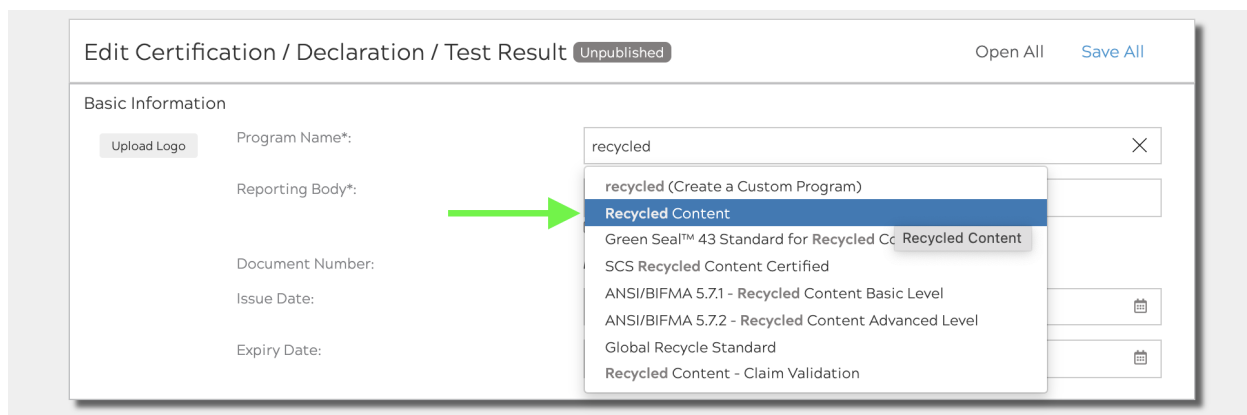 Edit Certification / Declaration / Test Result Unpublished Open All Save All
Basic Information
Upload Logo Program Name*: recycled
Reporting Body*:
recycled (Create a Custom Program)
Recycled Content
Green Seal™ 43 Standard for Recycled Recycled Content
SCS Recycled Content Certified
ANSI/BIFMA 5.7.1 - Recycled Content Basic Level
ANSI/BIFMA 5.7.2 - Recycled Content Advanced Level
Global Recycle Standard
Recycled Content - Claim Validation
Document Number:
Issue Date:
Expiry Date: